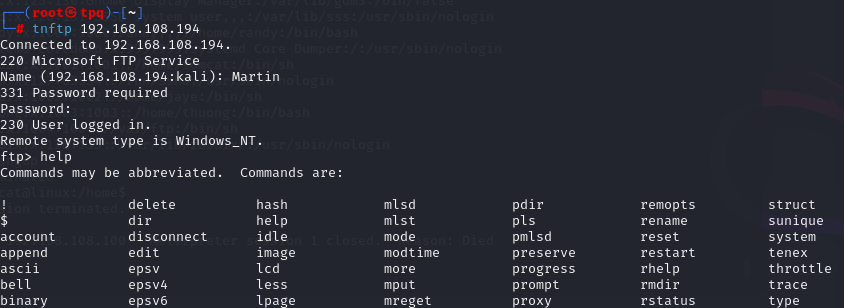 ┌──(root㉿tpq)-[~]
└─# tnftp 192.168.108.194
Connected to 192.168.108.194.
220 Microsoft FTP Service
Name (192.168.108.194:kali): Martin
331 Password required
Password:
230 User logged in.
Remote system type is Windows_NT.
ftp> help
Commands may be abbreviated.  Commands are:
!               delete          hash            mlsd            pdir            remopts         struct
$               dir             help            mlst            pls             rename          sunique
account         disconnect      idle            mode            pmlsd           reset           system
append          edit            image           modtime         preserve        restart         tenex
ascii           epsv            lcd             more            progress        rhelp           throttle
bell            epsv4           less            mput            prompt          rmdir           trace
binary          epsv6           lpage           mreget          proxy           rstatus         type